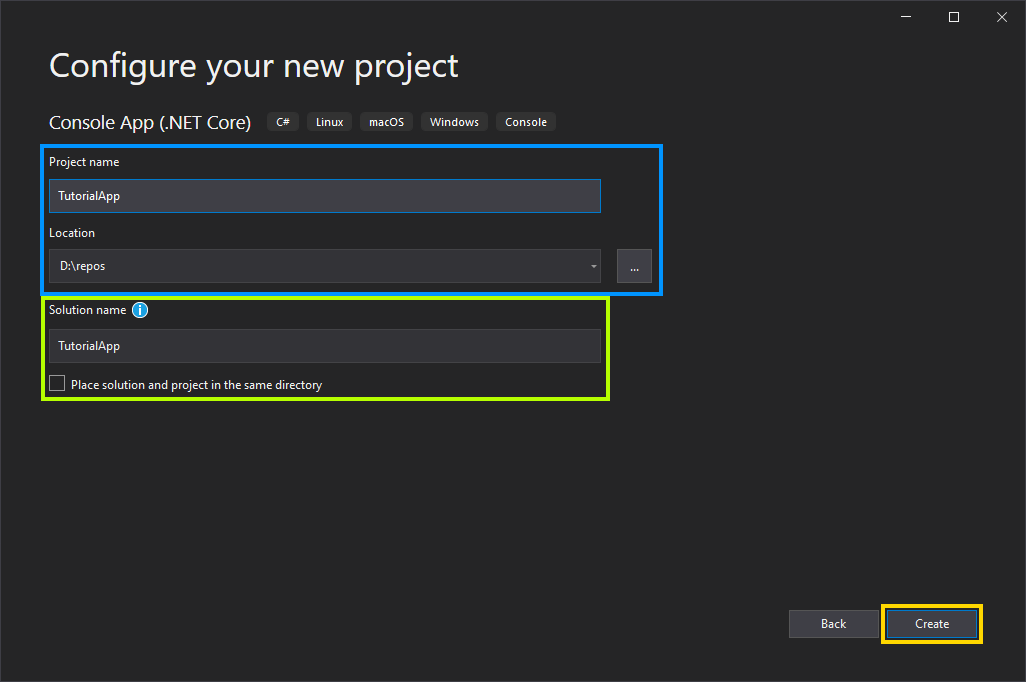 Configure your new project
Console App (.NET Core) C# Linux macOS Windows Console
Project name
TutorialApp
Location
D:\repos
...
Solution name i
TutorialApp
Place solution and project in the same directory
Back Create